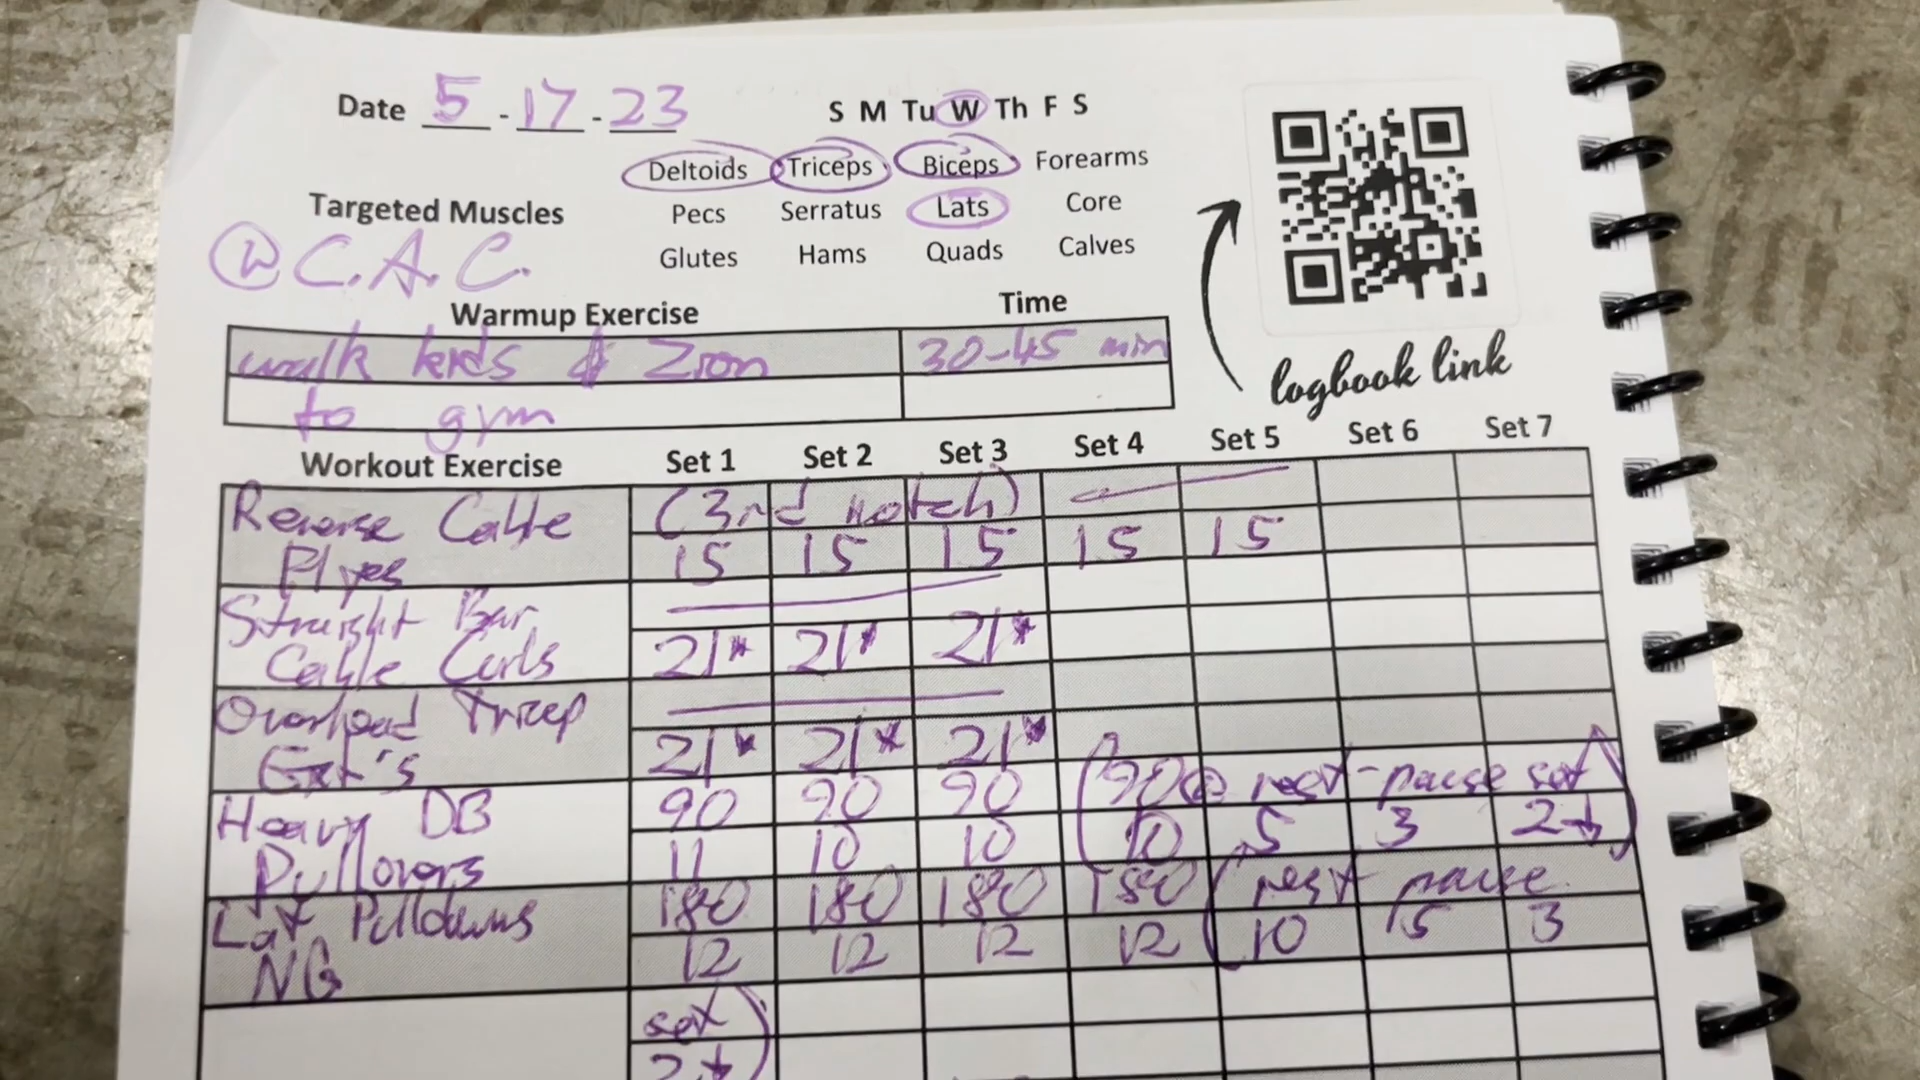 Date 5 - 17 - 23 S M Tu W Th F S
Deltoids Triceps Biceps Forearms
Targeted Muscles Pecs Serratus Lats Core
@ C.A.C. Glutes Hams Quads Calves
Warmup Exercise Time
walk kids & Zion 30-45 min
to gym
logbook link
Workout Exercise Set 1 Set 2 Set 3 Set 4 Set 5 Set 6 Set 7
Reverse Cable (3rd notch)
Flyes 15 15 15 15 15
Straight Bar
Cable Curls 21* 21* 21*
Overhead Tricep
Ext's 21* 21* 21*
Heavy DB 90 90 90 (90@ rest-pause set
Pullovers 11 10 10 10 5 3 2+)
Lat Pulldowns 180 180 180 180 (rest pause
NG 12 12 12 12 10 5 3
set
2+)